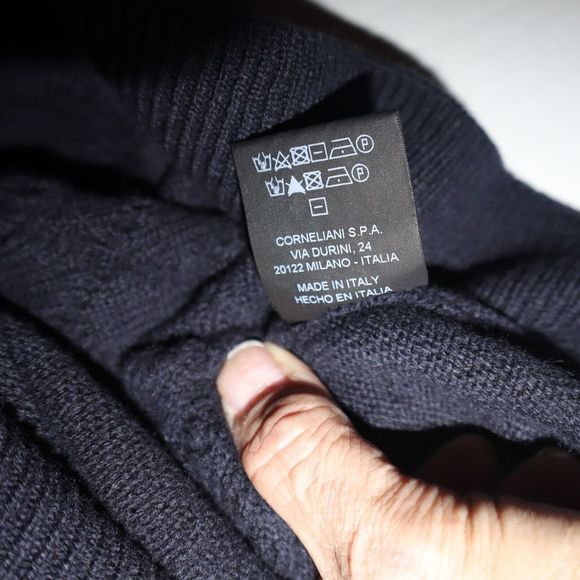 P
P
CORNELIANI S.P.A.
VIA DURINI, 24
20122 MILANO - ITALIA
MADE IN ITALY
HECHO EN ITALIA